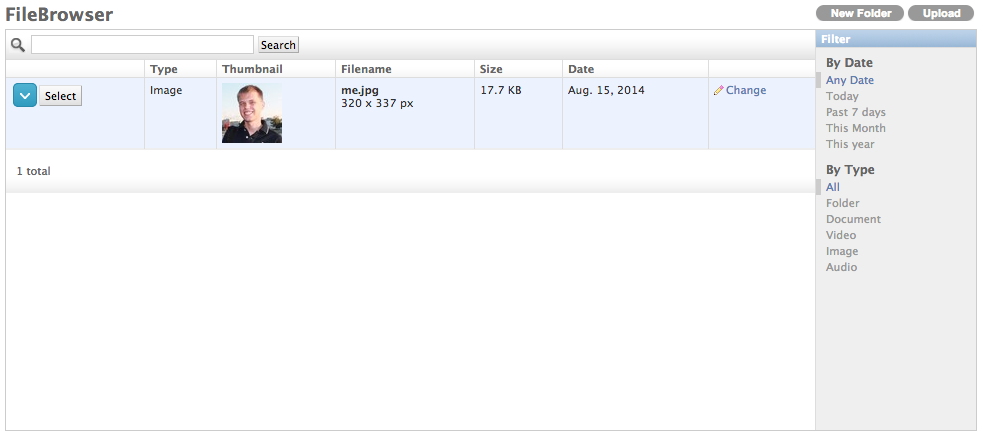 FileBrowser
New Folder
Upload
Search
Type
Thumbnail
Filename
Size
Date
Select
Image
me.jpg
320 x 337 px
17.7 KB
Aug. 15, 2014
Change
1 total
Filter
By Date
Any Date
Today
Past 7 days
This Month
This year
By Type
All
Folder
Document
Video
Image
Audio